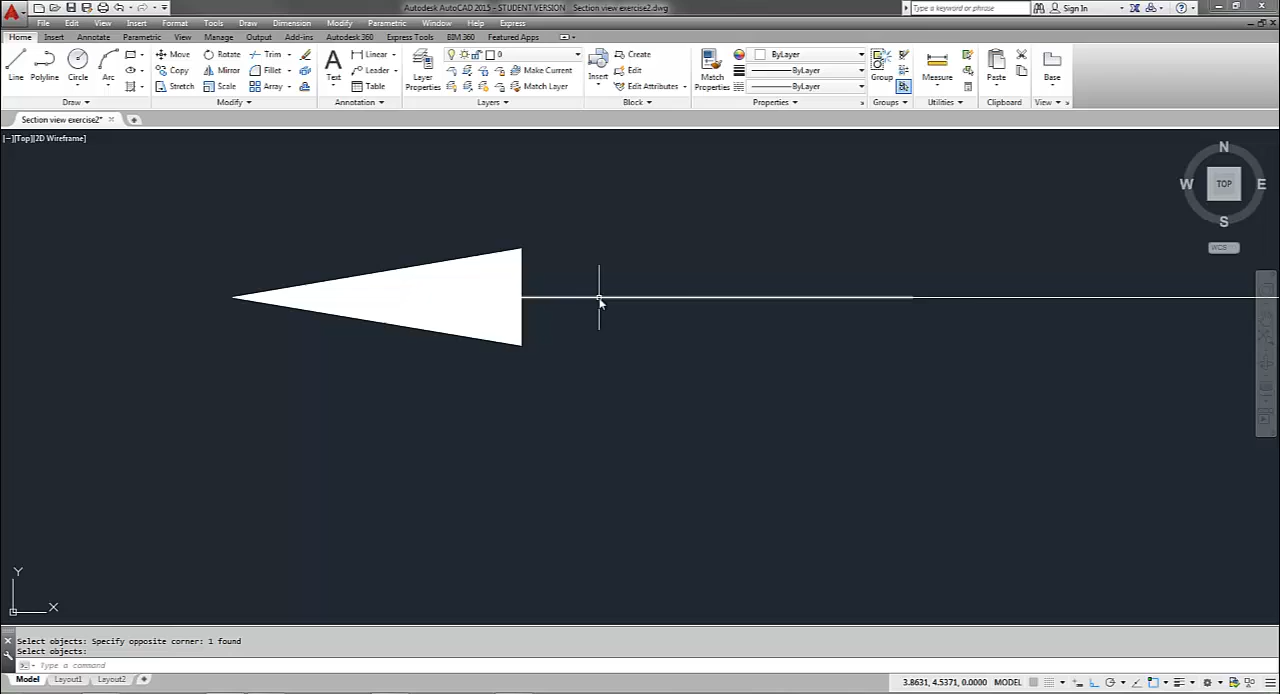 Autodesk AutoCAD 2015 - STUDENT VERSION Section view exercise2.dwg
Type a keyword or phrase
Sign In
File Edit View Insert Format Tools Draw Dimension Modify Parametric Window Help Express
Home Insert Annotate Parametric View Manage Output Add-ins Autodesk 360 Express Tools BIM 360 Featured Apps
Line Polyline Circle Arc
Move Rotate Trim
Copy Mirror Fillet
Stretch Scale Array
Text
Linear
Leader
Table
Layer Properties
0
Make Current
Match Layer
Insert
Create
Edit
Edit Attributes
Match Properties
ByLayer
ByLayer
ByLayer
Group
Measure
Paste
Base
Draw Modify Annotation Layers Block Properties Groups Utilities Clipboard View
Section view exercise2*
[−][Top][2D Wireframe]
N
W TOP E
S
WCS
Y
X
Select objects: Specify opposite corner: 1 found
Select objects:
Type a command
Model Layout1 Layout2
3.8631, 4.5371, 0.0000 MODEL